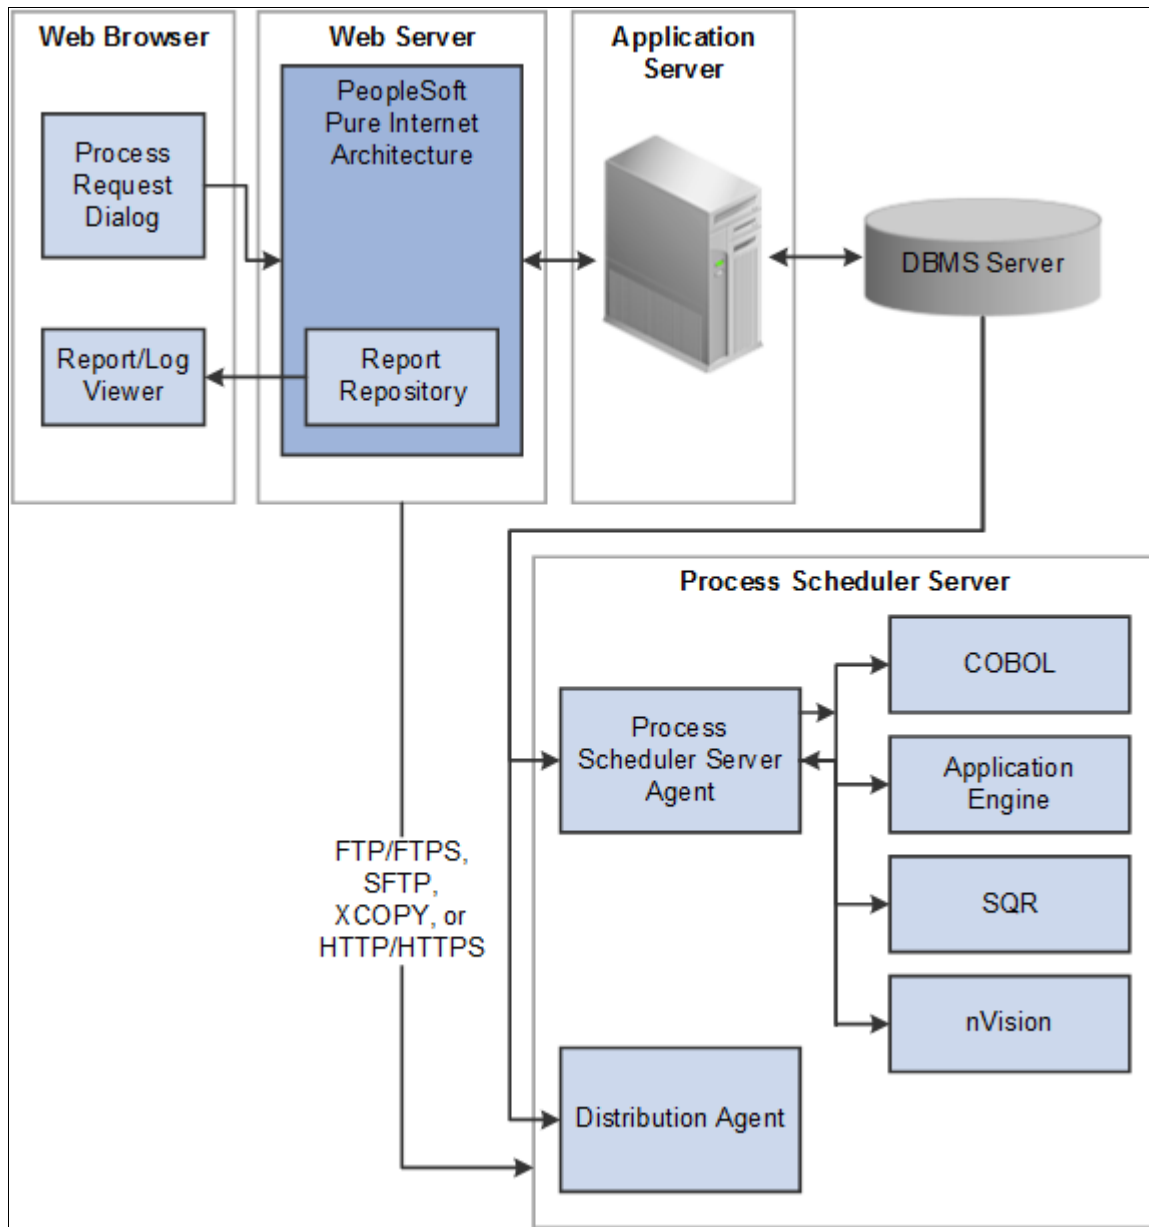 Web Browser
Web Server
Application
Server
Process
Request
Dialog
PeopleSoft
Pure Internet
Architecture
DBMS Server
Report/Log
Viewer
Report
Repository
Process Scheduler Server
COBOL
Process
Scheduler Server
Agent
Application
Engine
FTP/FTPS,
SFTP,
XCOPY, or
HTTP/HTTPS
SQR
nVision
Distribution Agent